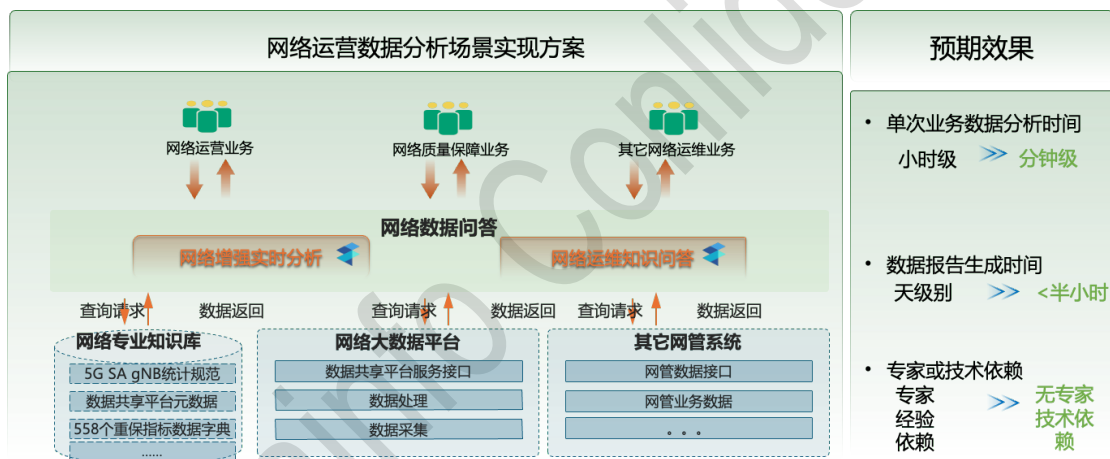 网络运营数据分析场景实现方案
预期效果
网络运营业务
网络质量保障业务
其它网络运维业务
网络数据问答
网络增强实时分析
网络运维知识问答
查询请求
数据返回
查询请求
数据返回
查询请求
数据返回
网络专业知识库
5G SA gNB统计规范
数据共享平台元数据
558个重保指标数据字典
......
网络大数据平台
数据共享平台服务接口
数据处理
数据采集
其它网管系统
网管数据接口
网管业务数据
。。。
• 单次业务数据分析时间
小时级
分钟级
• 数据报告生成时间
天级别
<半小时
• 专家或技术依赖
专家
经验
依赖
无专家
技术依
赖